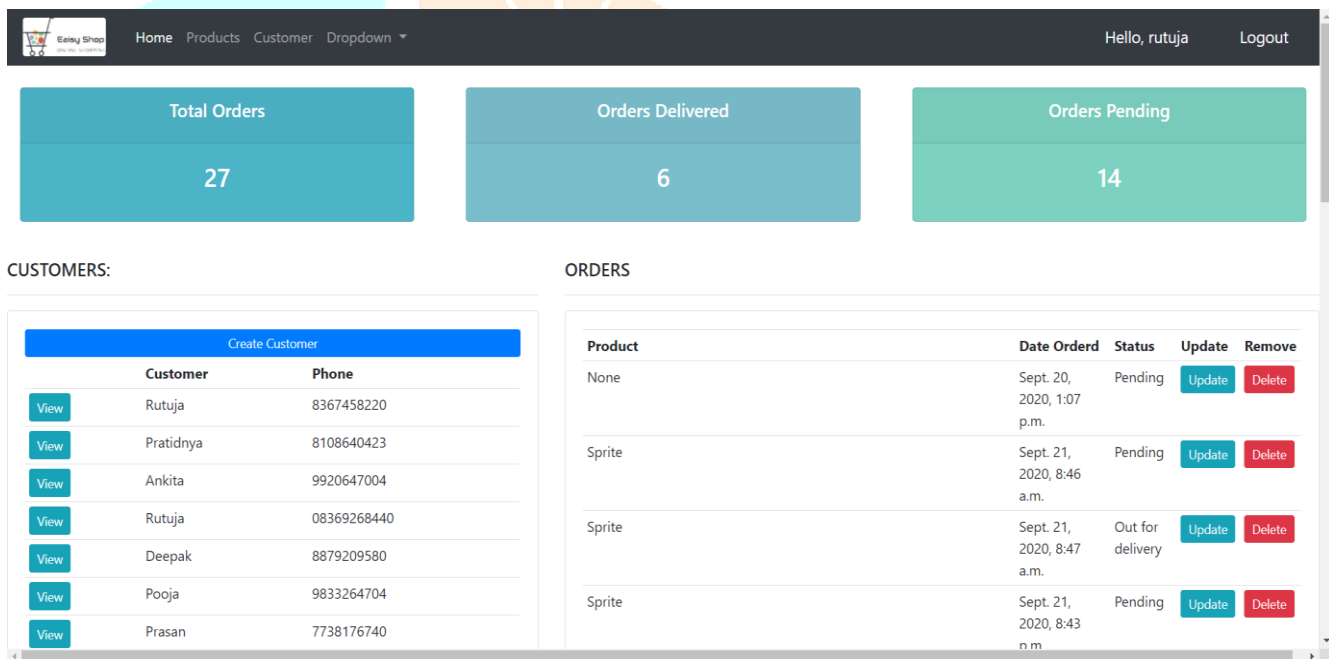 Eaisy Shop
ONLINE SHOPPING
Home Products Customer Dropdown
Hello, rutuja Logout
Total Orders
27
Orders Delivered
6
Orders Pending
14
CUSTOMERS:
Create Customer
Customer Phone
View Rutuja 8367458220
View Pratidnya 8108640423
View Ankita 9920647004
View Rutuja 08369268440
View Deepak 8879209580
View Pooja 9833264704
View Prasan 7738176740
ORDERS
Product Date Orderd Status Update Remove
None Sept. 20, Pending Update Delete
2020, 1:07
p.m.
Sprite Sept. 21, Pending Update Delete
2020, 8:46
a.m.
Sprite Sept. 21, Out for Update Delete
2020, 8:47 delivery
a.m.
Sprite Sept. 21, Pending Update Delete
2020, 8:43
p.m.